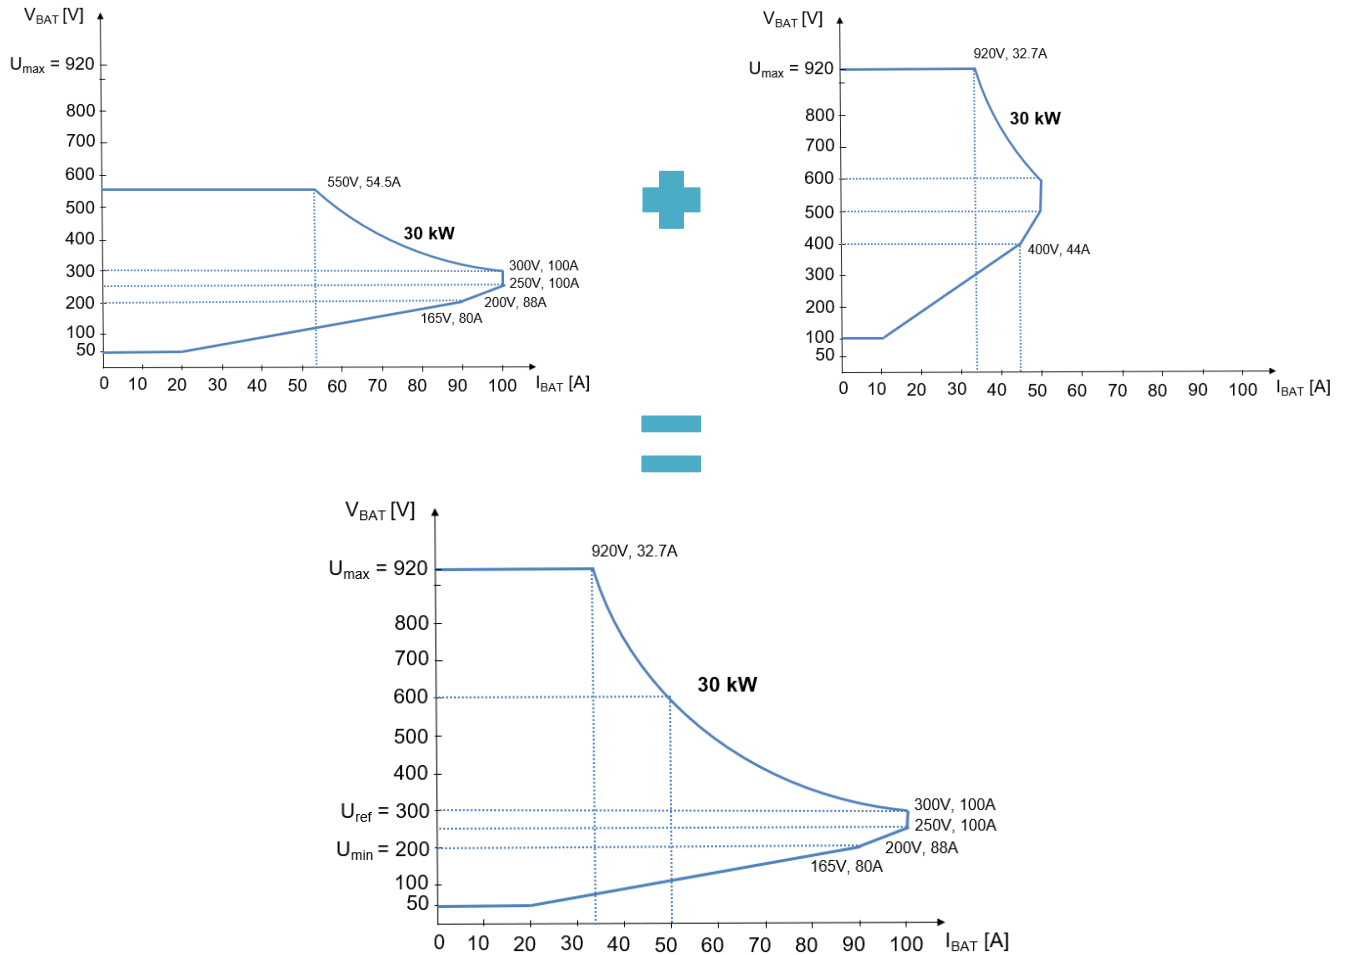 VBAT [V]
Umax = 920
800
700
600
500
400
300
200
100
50
550V, 54.5A
30 kW
300V, 100A
250V, 100A
200V, 88A
165V, 80A
0 10 20 30 40 50 60 70 80 90 100 IBAT [A]
VBAT [V]
Umax = 920
800
700
600
500
400
300
200
100
50
920V, 32.7A
30 kW
400V, 44A
0 10 20 30 40 50 60 70 80 90 100 IBAT [A]
VBAT [V]
Umax = 920
800
700
600
500
400
Uref = 300
Umin = 200
100
50
920V, 32.7A
30 kW
300V, 100A
250V, 100A
200V, 88A
165V, 80A
0 10 20 30 40 50 60 70 80 90 100 IBAT [A]